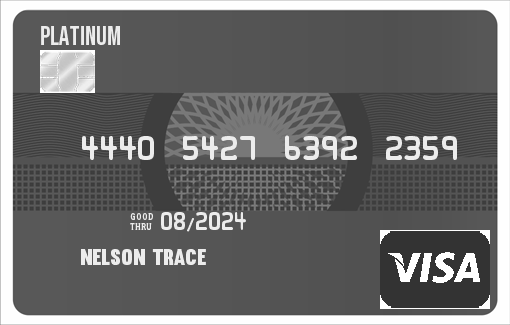 PLATINUM
4440 5427 6392 2359
GOOD THRU 08/2024
NELSON TRACE
VISA